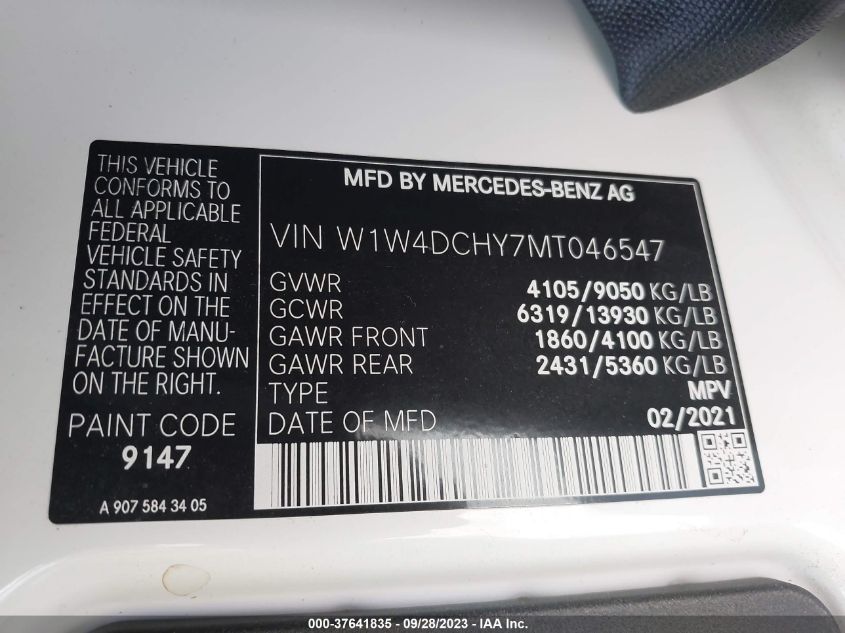 THIS VEHICLE
CONFORMS TO
ALL APPLICABLE
FEDERAL
VEHICLE SAFETY
STANDARDS IN
EFFECT ON THE
DATE OF MANU-
FACTURE SHOWN
ON THE RIGHT.
PAINT CODE
9147
A 907 584 34 05
MFD BY MERCEDES-BENZ AG
VIN W1W4DCHY7MT046547
GVWR 4105/9050 KG/LB
GCWR 6319/13930 KG/LB
GAWR FRONT 1860/4100 KG/LB
GAWR REAR 2431/5360 KG/LB
TYPE MPV
DATE OF MFD 02/2021
000-37641835 - 09/28/2023 - IAA Inc.